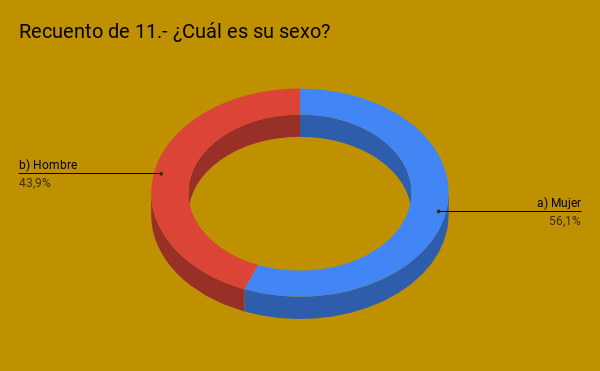 Recuento de 11.- ¿Cuál es su sexo?
b) Hombre
43,9%
a) Mujer
56,1%